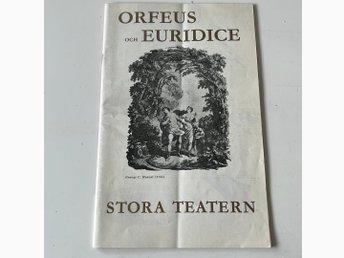 ORFEUS
OCH EURIDICE
STORA TEATERN